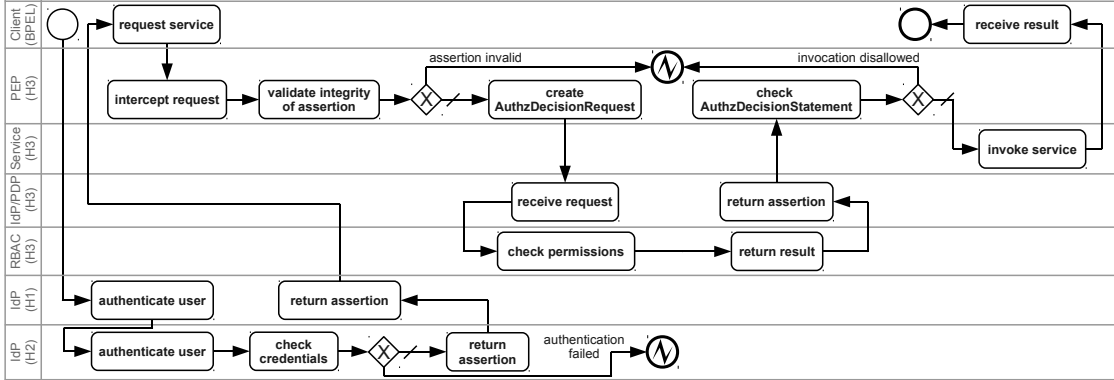 Client
(BPEL)
request service
receive result
PEP
(H3)
assertion invalid
invocation disallowed
intercept request
validate integrity
of assertion
X
create
AuthzDecisionRequest
check
AuthzDecisionStatement
X
Service
(H3)
invoke service
IdP/PDP
(H3)
receive request
return assertion
RBAC
(H3)
check permissions
return result
IdP
(H1)
authenticate user
return assertion
IdP
(H2)
authenticate user
check
credentials
X
return
assertion
authentication
failed